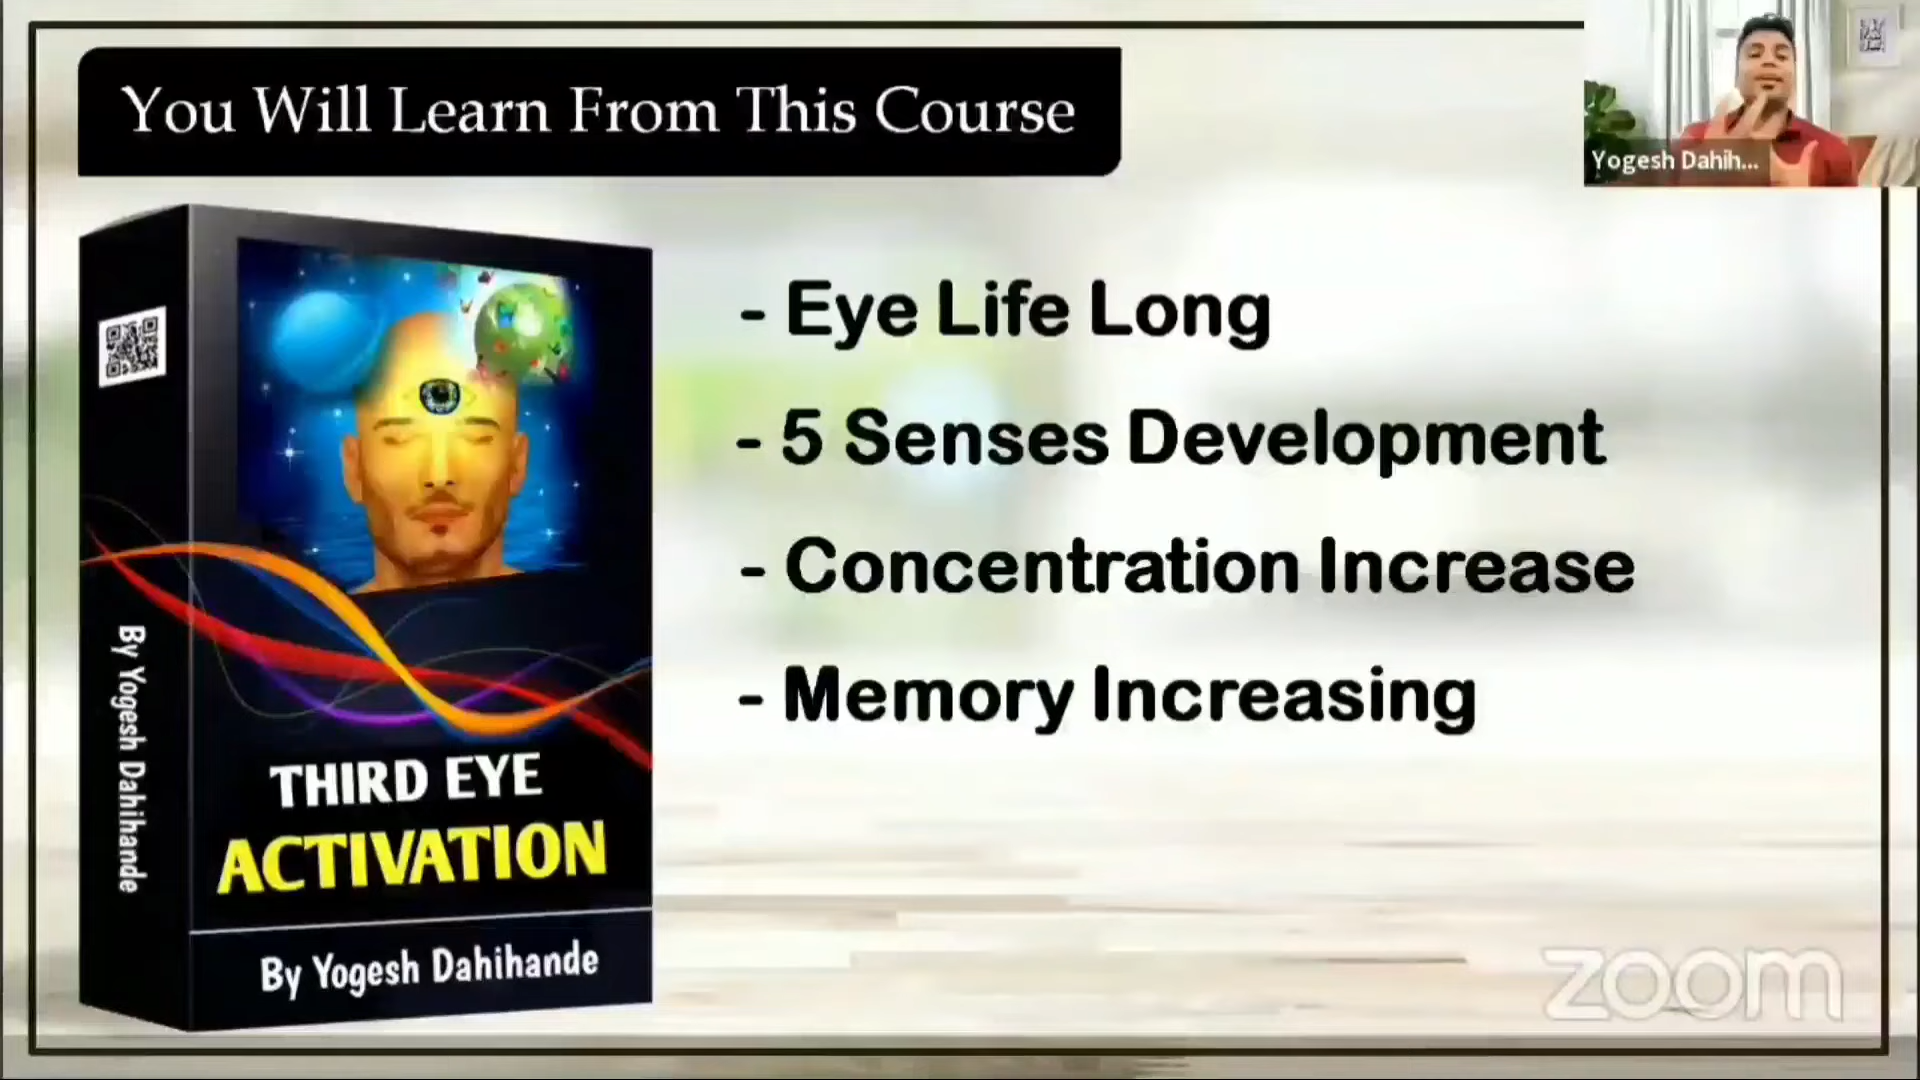 You Will Learn From This Course
Yogesh Dahih...
- Eye Life Long
- 5 Senses Development
- Concentration Increase
- Memory Increasing
By Yogesh Dahihande
THIRD EYE
ACTIVATION
By Yogesh Dahihande
zoom